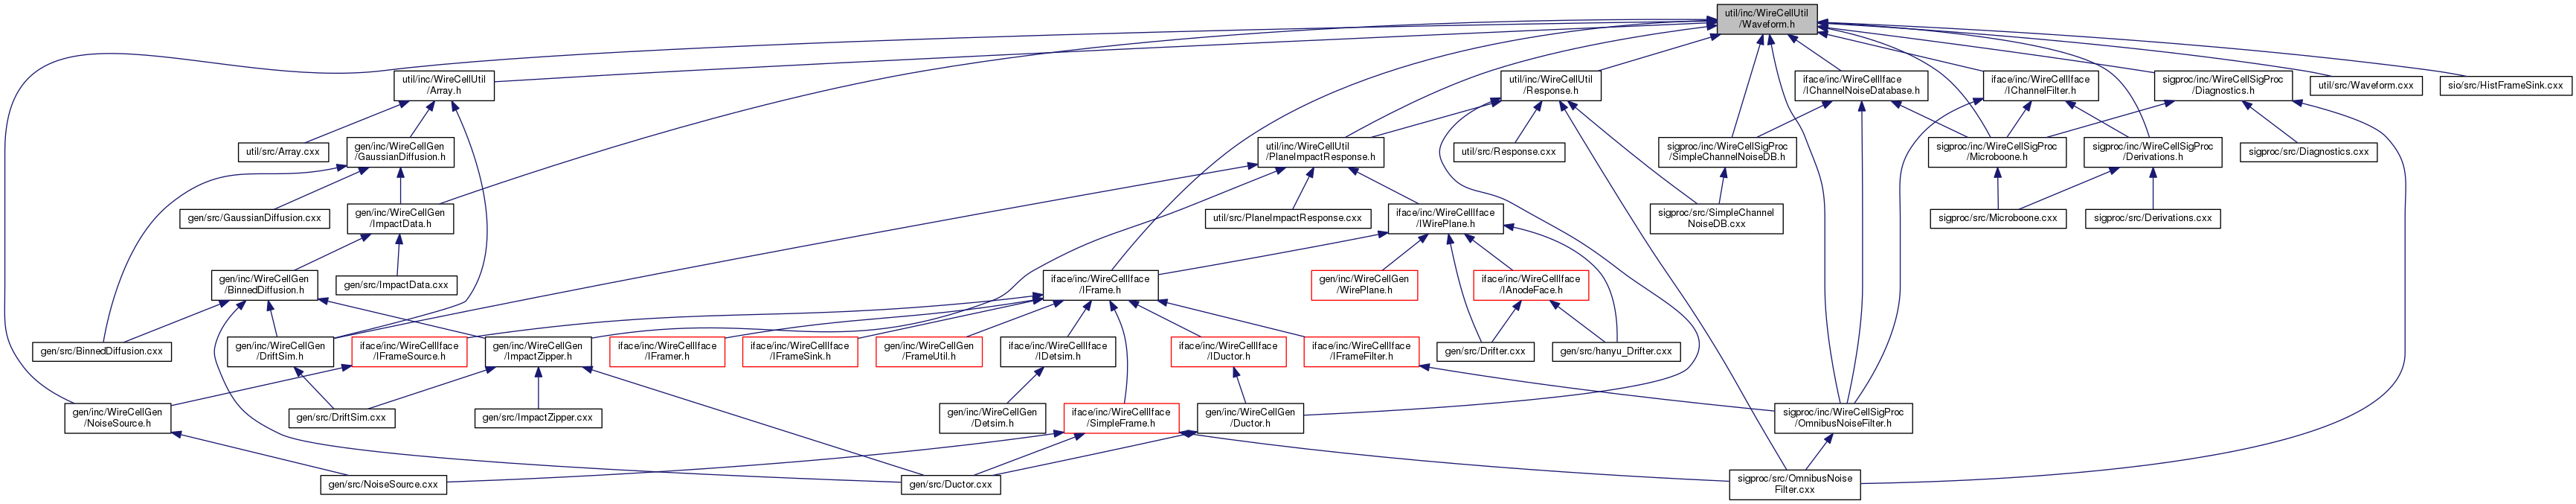 util/inc/WireCellUtil
/Waveform.h
util/inc/WireCellUtil
/Array.h
util/inc/WireCellUtil
/Response.h
iface/inc/WireCellIface
/IChannelNoiseDatabase.h
iface/inc/WireCellIface
/IChannelFilter.h
sigproc/inc/WireCellSigProc
/Diagnostics.h
util/src/Waveform.cxx
sio/src/HistFrameSink.cxx
util/src/Array.cxx
gen/inc/WireCellGen
/GaussianDiffusion.h
util/inc/WireCellUtil
/PlaneImpactResponse.h
util/src/Response.cxx
sigproc/inc/WireCellSigProc
/SimpleChannelNoiseDB.h
sigproc/inc/WireCellSigProc
/Microboone.h
sigproc/inc/WireCellSigProc
/Derivations.h
sigproc/src/Diagnostics.cxx
gen/src/GaussianDiffusion.cxx
gen/inc/WireCellGen
/ImpactData.h
util/src/PlaneImpactResponse.cxx
iface/inc/WireCellIface
/IWirePlane.h
sigproc/src/SimpleChannel
NoiseDB.cxx
sigproc/src/Microboone.cxx
sigproc/src/Derivations.cxx
gen/inc/WireCellGen
/BinnedDiffusion.h
gen/src/ImpactData.cxx
iface/inc/WireCellIface
/IFrame.h
gen/inc/WireCellGen
/WirePlane.h
iface/inc/WireCellIface
/IAnodeFace.h
gen/src/BinnedDiffusion.cxx
gen/inc/WireCellGen
/DriftSim.h
iface/inc/WireCellIface
/IFrameSource.h
gen/inc/WireCellGen
/ImpactZipper.h
iface/inc/WireCellIface
/IFramer.h
iface/inc/WireCellIface
/IFrameSink.h
gen/inc/WireCellGen
/FrameUtil.h
iface/inc/WireCellIface
/IDetsim.h
iface/inc/WireCellIface
/IDuctor.h
iface/inc/WireCellIface
/IFrameFilter.h
gen/src/Drifter.cxx
gen/src/hanyu_Drifter.cxx
gen/inc/WireCellGen
/NoiseSource.h
gen/src/DriftSim.cxx
gen/src/ImpactZipper.cxx
gen/inc/WireCellGen
/Detsim.h
iface/inc/WireCellIface
/SimpleFrame.h
gen/inc/WireCellGen
/Ductor.h
sigproc/inc/WireCellSigProc
/OmnibusNoiseFilter.h
gen/src/NoiseSource.cxx
gen/src/Ductor.cxx
sigproc/src/OmnibusNoise
Filter.cxx